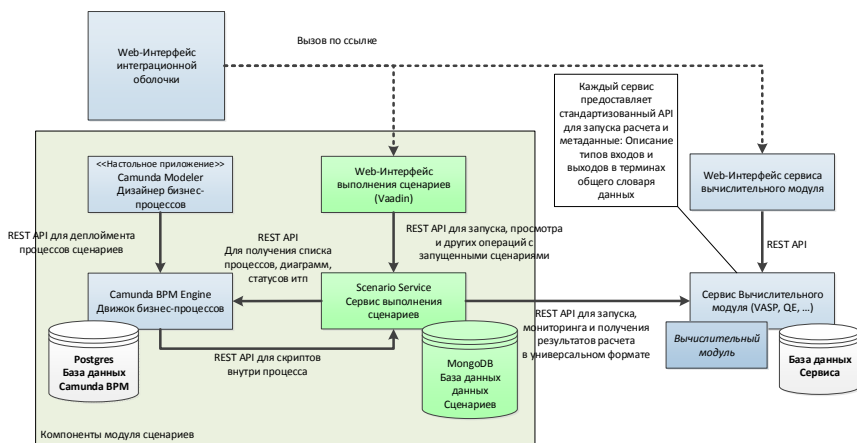 Web-Интерфейс
интеграционной
оболочки
Вызов по ссылке
Каждый сервис
предоставляет
стандартизованный API
для запуска расчета и
метаданные: Описание
типов входов и
выходов в терминах
общего словаря
данных
<<Настольное приложение>>
Camunda Modeler
Дизайнер бизнес-
процессов
Web-Интерфейс
выполнения сценариев
(Vaadin)
Web-Интерфейс сервиса
вычислительного модуля
REST API для деплоймента
процессов сценариев
REST API
Для получения списка
процессов, диаграмм,
статусов итп
REST API для запуска, просмотра
и других операций с
запущенными сценариями
REST API
Camunda BPM Engine
Движок бизнес-процессов
Scenario Service
Сервис выполнения
сценариев
Сервис Вычислительного
модуля (VASP, QE, ...)
REST API для запуска,
мониторинга и получения
результатов расчета
в универсальном формате
Вычислительный
модуль
Postgres
База данных
Camunda BPM
REST API для скриптов
внутри процесса
MongoDB
База данных
данных
Сценариев
База данных
Сервиса
Компоненты модуля сценариев